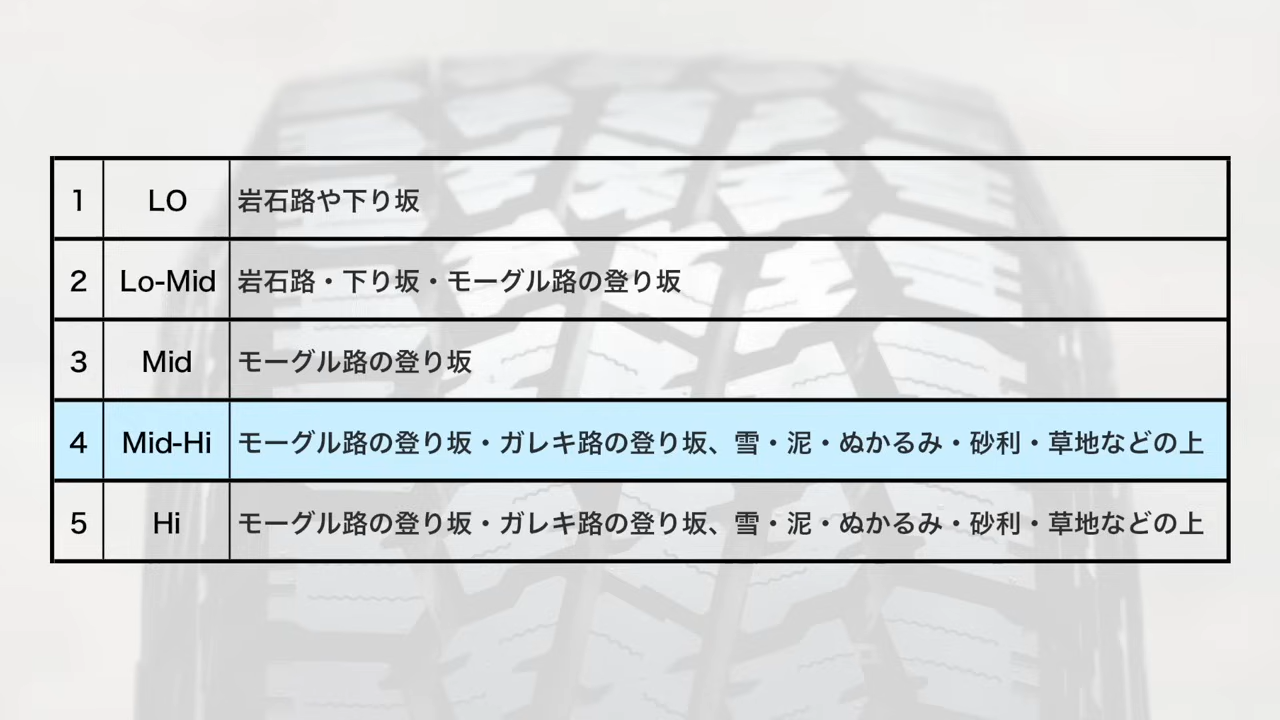 1 LO 岩石路や下り坂
2 Lo-Mid 岩石路・下り坂・モーグル路の登り坂
3 Mid モーグル路の登り坂
4 Mid-Hi モーグル路の登り坂・ガレキ路の登り坂、雪・泥・ぬかるみ・砂利・草地などの上
5 Hi モーグル路の登り坂・ガレキ路の登り坂、雪・泥・ぬかるみ・砂利・草地などの上